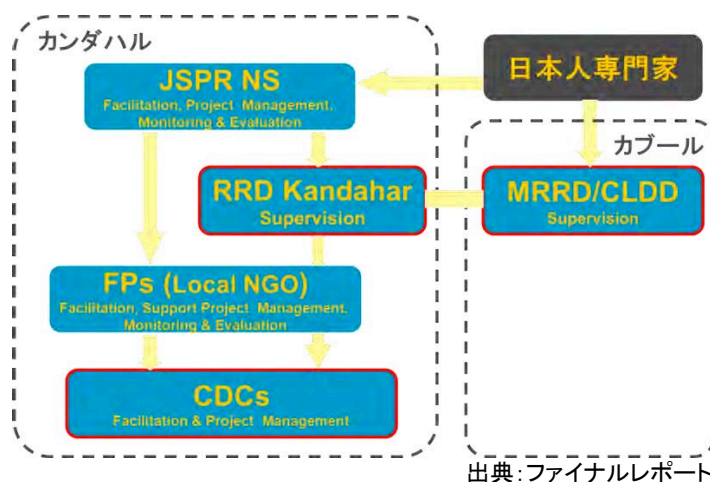 カンダハル
JSPR NS
Facilitation, Project Management,
Monitoring & Evaluation
日本人専門家
カブール
RRD Kandahar
Supervision
MRRD/CLDD
Supervision
FPs (Local NGO)
Facilitation, Support Project Management,
Monitoring & Evaluation
CDCs
Facilitation & Project Management
出典：ファイナルレポート